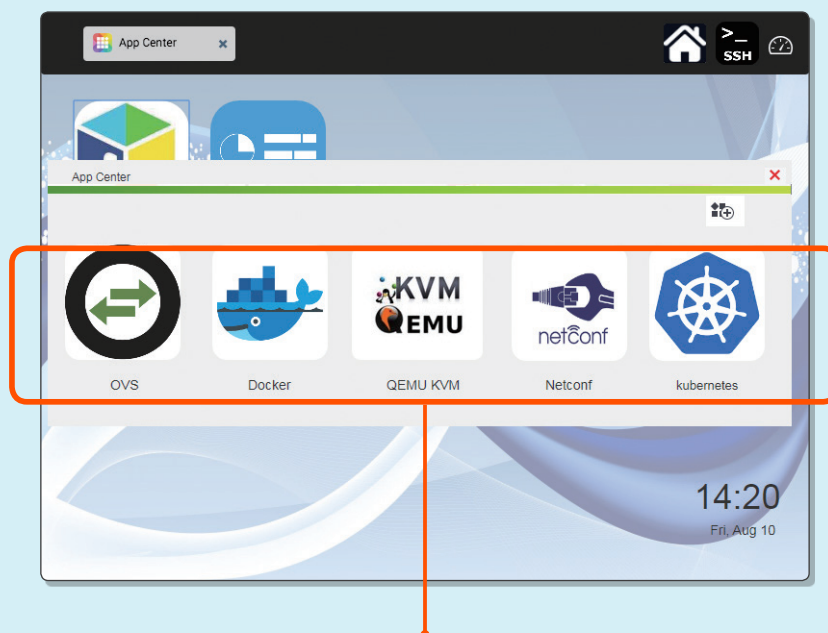 App Center ×
>_
SSH
App Center
KVM
QEMU
netconf
OVS Docker QEMU KVM Netconf kubernetes
14:20
Fri, Aug 10